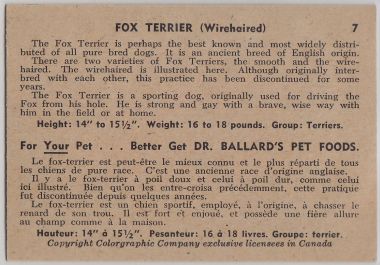 FOX TERRIER (Wirehaired) 7
The Fox Terrier is perhaps the best known and most widely distrib-
uted of all pure bred dogs. It is an ancient breed of English origin.
There are two varieties of Fox Terriers, the smooth and the wire-
haired. The wirehaired is illustrated here. Although originally inter-
bred with each other, this practice has been discontinued for some
years.
The Fox Terrier is a sporting dog, originally used for driving the
Fox from his hole. He is strong and gay with a brave, wise way with
him in the field or at home.
Height: 14" to 15½". Weight: 16 to 18 pounds. Group: Terriers.
For Your Pet . . . Better Get DR. BALLARD'S PET FOODS.
Le fox-terrier est peut-être le mieux connu et le plus réparti de tous
les chiens de pure race. C'est une ancienne race d'origine anglaise.
Il y a le fox-terrier à poil doux et celui à poil dur, comme celui
ici illustré. Bien qu'on les entre-croisa précédemment, cette pratique
fut discontinuée depuis quelques années.
Le fox-terrier est un chien sportif, employé, à l'origine, à chasser le
renard de son trou. Il est fort et enjoué, et possède une fière allure
au champ comme à la maison.
Hauteur: 14" à 15½". Pesanteur: 16 à 18 livres. Groupe: terrier.
Copyright Colorgraphic Company exclusive licensees in Canada